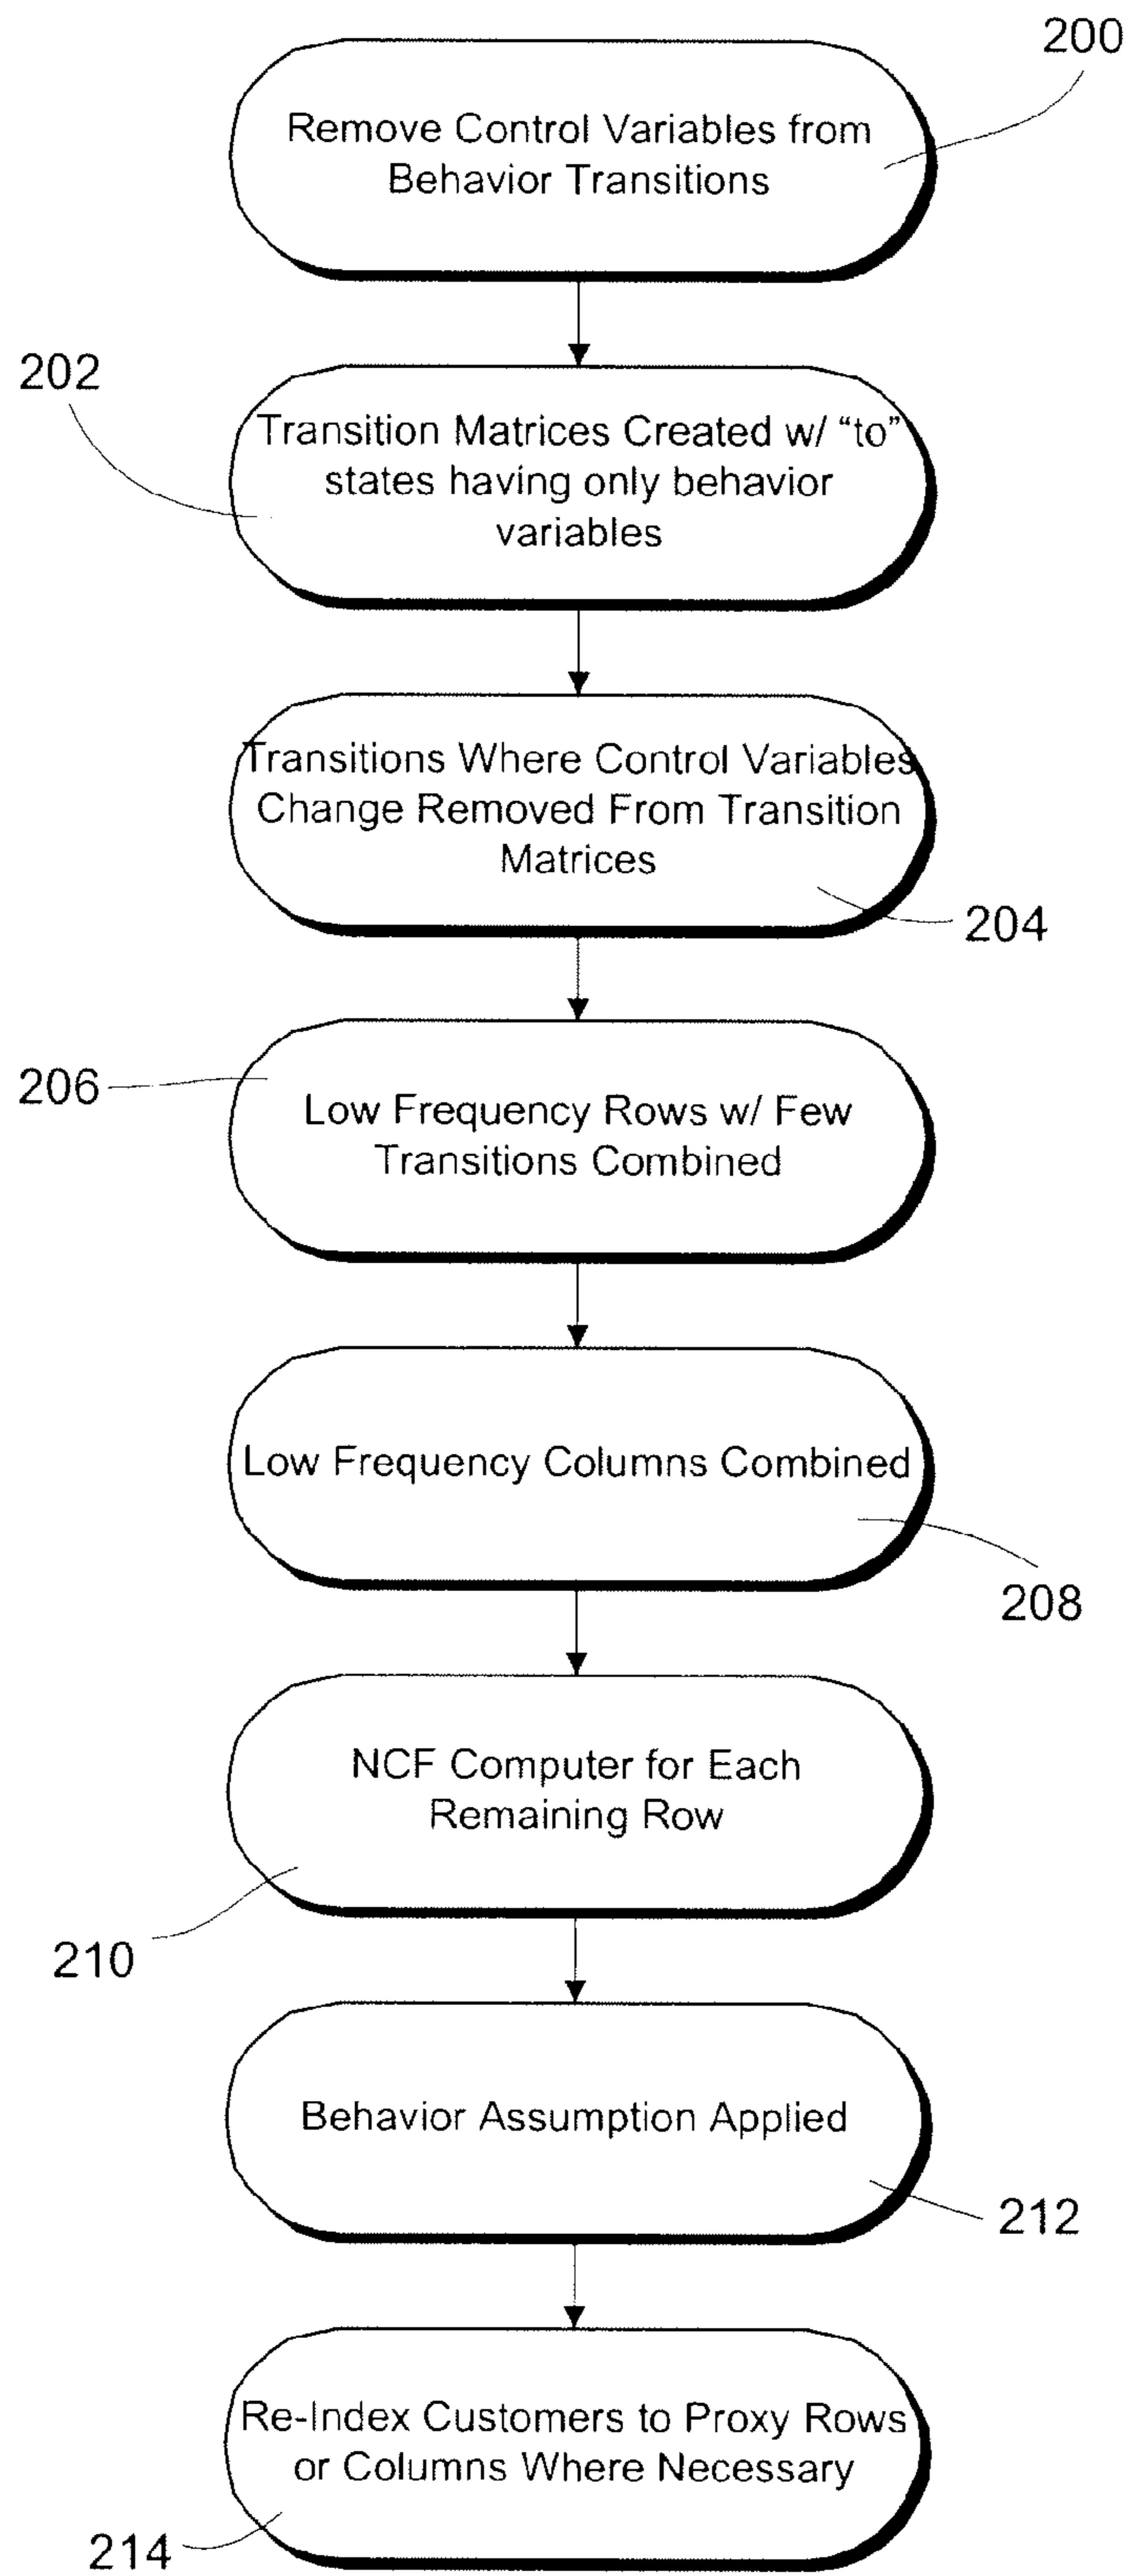 200
Remove Control Variables from
Behavior Transitions
202
Transition Matrices Created w/ “to”
states having only behavior
variables
Transitions Where Control Variables
Change Removed From Transition
Matrices
204
206
Low Frequency Rows w/ Few
Transitions Combined
Low Frequency Columns Combined
208
NCF Computer for Each
Remaining Row
210
Behavior Assumption Applied
212
Re-Index Customers to Proxy Rows
or Columns Where Necessary
214